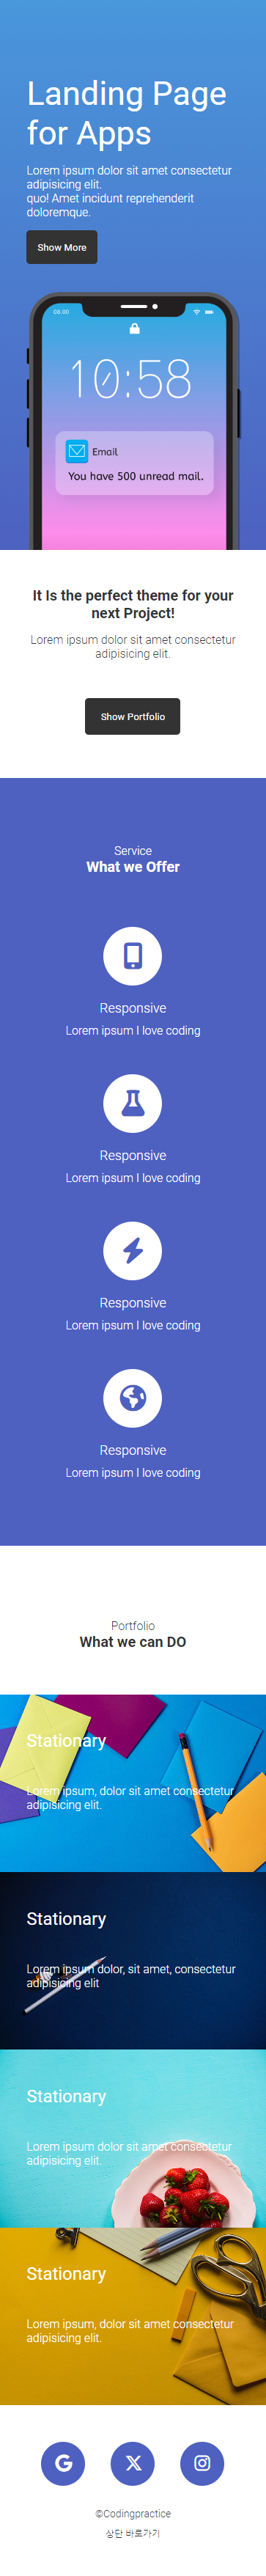 Landing Page
for Apps
Lorem ipsum dolor sit amet consectetur
adipisicing elit.
quo! Amet incidunt reprehenderit
doloremque.
Show More
06.00
10:58
Email
You have 500 unread mail.
It Is the perfect theme for your
next Project!
Lorem ipsum dolor sit amet consectetur
adipisicing elit.
Show Portfolio
Service
What we Offer
Responsive
Lorem ipsum I love coding
Responsive
Lorem ipsum I love coding
Responsive
Lorem ipsum I love coding
Responsive
Lorem ipsum I love coding
Portfolio
What we can DO
Stationary
Lorem ipsum, dolor sit amet consectetur
adipisicing elit.
Stationary
Lorem ipsum dolor, sit amet, consectetur
adipisicing elit
Stationary
Lorem ipsum dolor sit amet consectetur
adipisicing elit.
Stationary
Lorem ipsum, dolor sit amet consectetur
adipisicing elit.
©Codingpractice
상단 바로가기